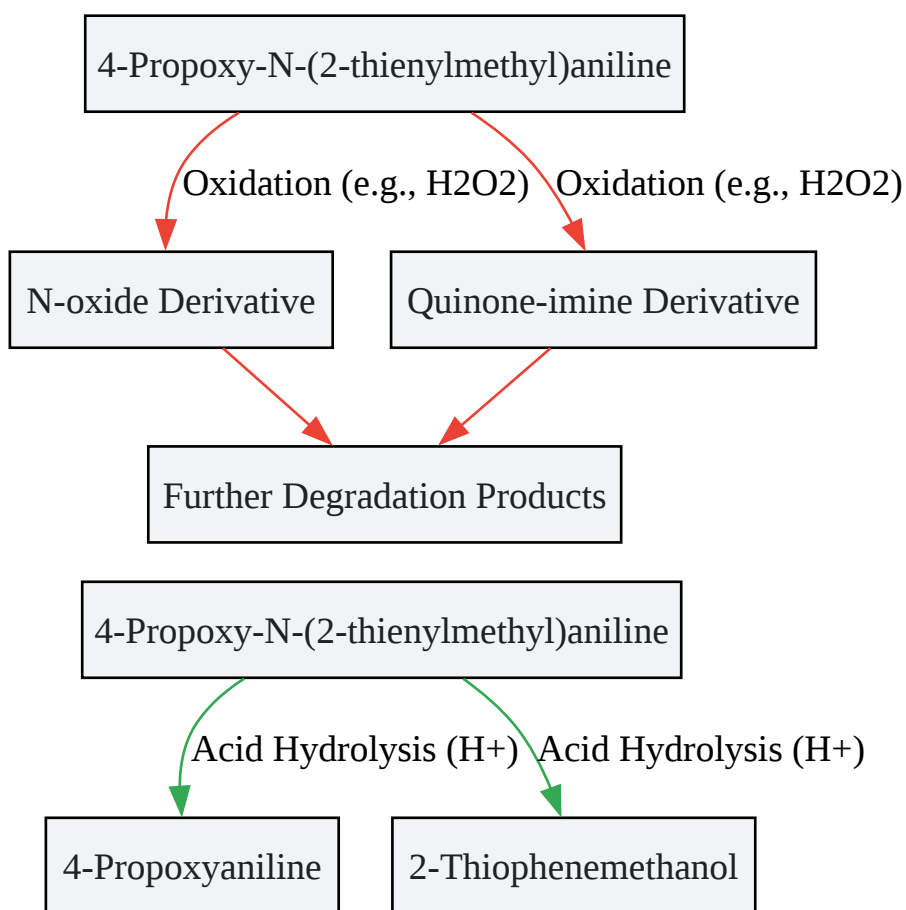 4-Propoxy-N-(2-thienylmethyl)aniline
Oxidation (e.g., H2O2)
Oxidation (e.g., H2O2)
N-oxide Derivative
Quinone-imine Derivative
Further Degradation Products
4-Propoxy-N-(2-thienylmethyl)aniline
Acid Hydrolysis (H+)
Acid Hydrolysis (H+)
4-Propoxyaniline
2-Thiophenemethanol